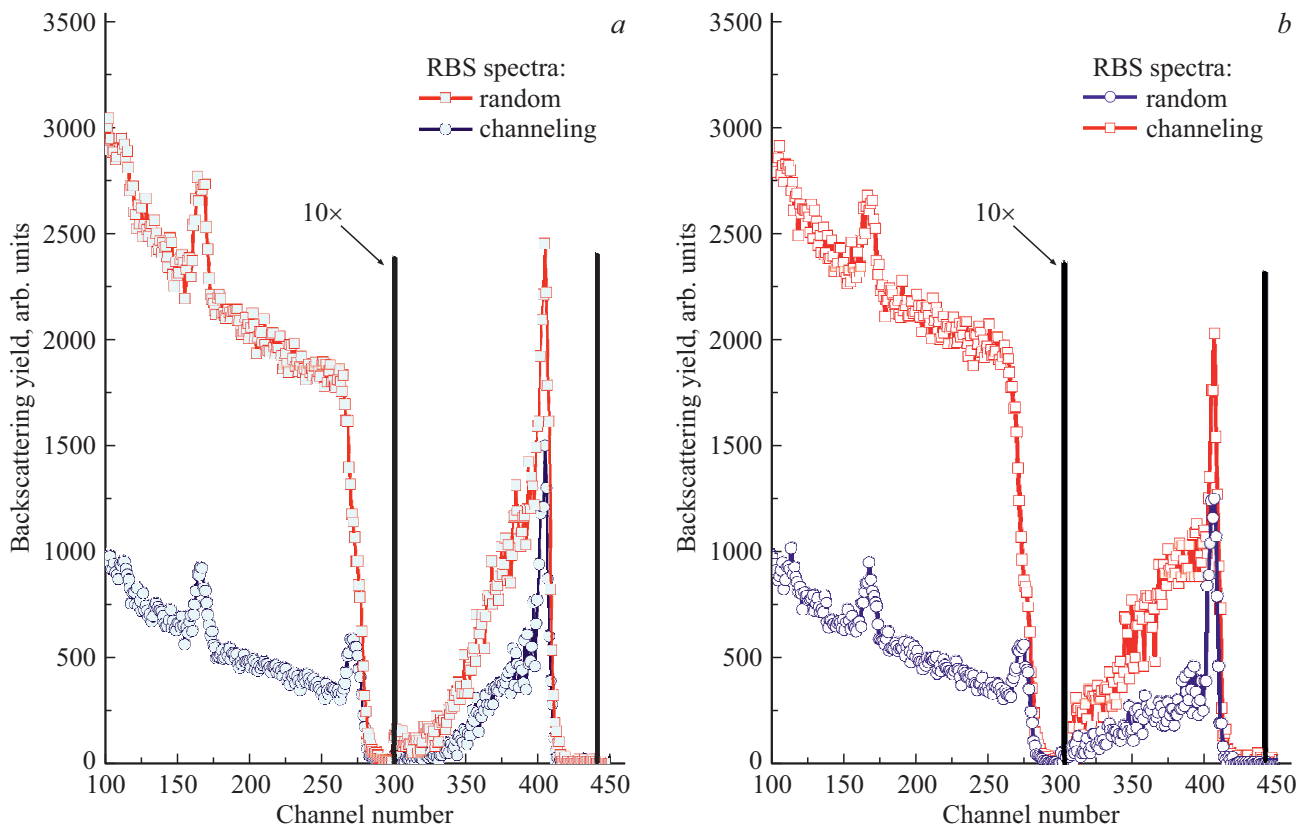 a
RBS spectra:
random
channeling
10×
3500
3000
2500
2000
1500
1000
500
0
100
150
200
250
300
350
400
450
Channel number
Backscattering yield, arb. units
b
RBS spectra:
random
channeling
10×
3500
3000
2500
2000
1500
1000
500
0
100
150
200
250
300
350
400
450
Channel number
Backscattering yield, arb. units